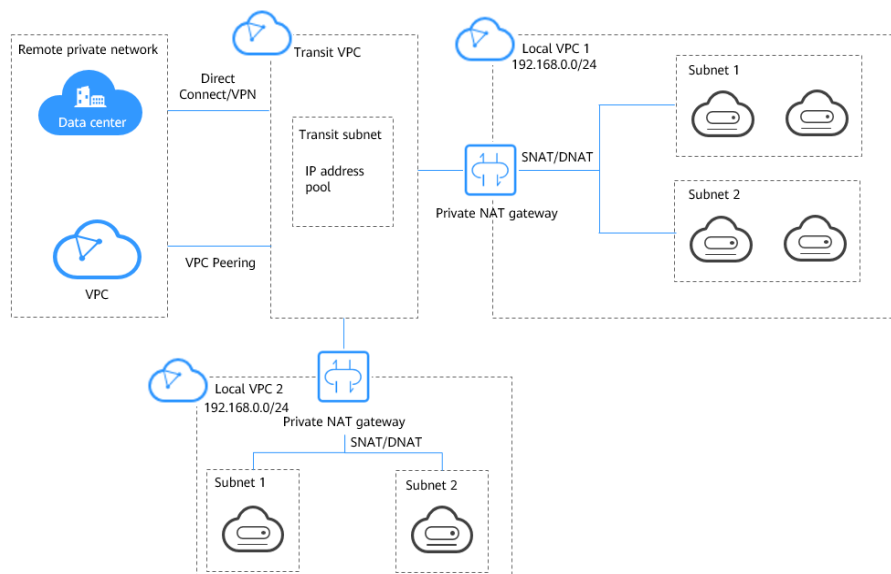 Remote private network
Data center
VPC
Direct
Connect/VPN
VPC Peering
Transit VPC
Transit subnet
IP address
pool
Local VPC 1
192.168.0.0/24
SNAT/DNAT
Private NAT gateway
Subnet 1
Subnet 2
Local VPC 2
192.168.0.0/24
Private NAT gateway
SNAT/DNAT
Subnet 1
Subnet 2